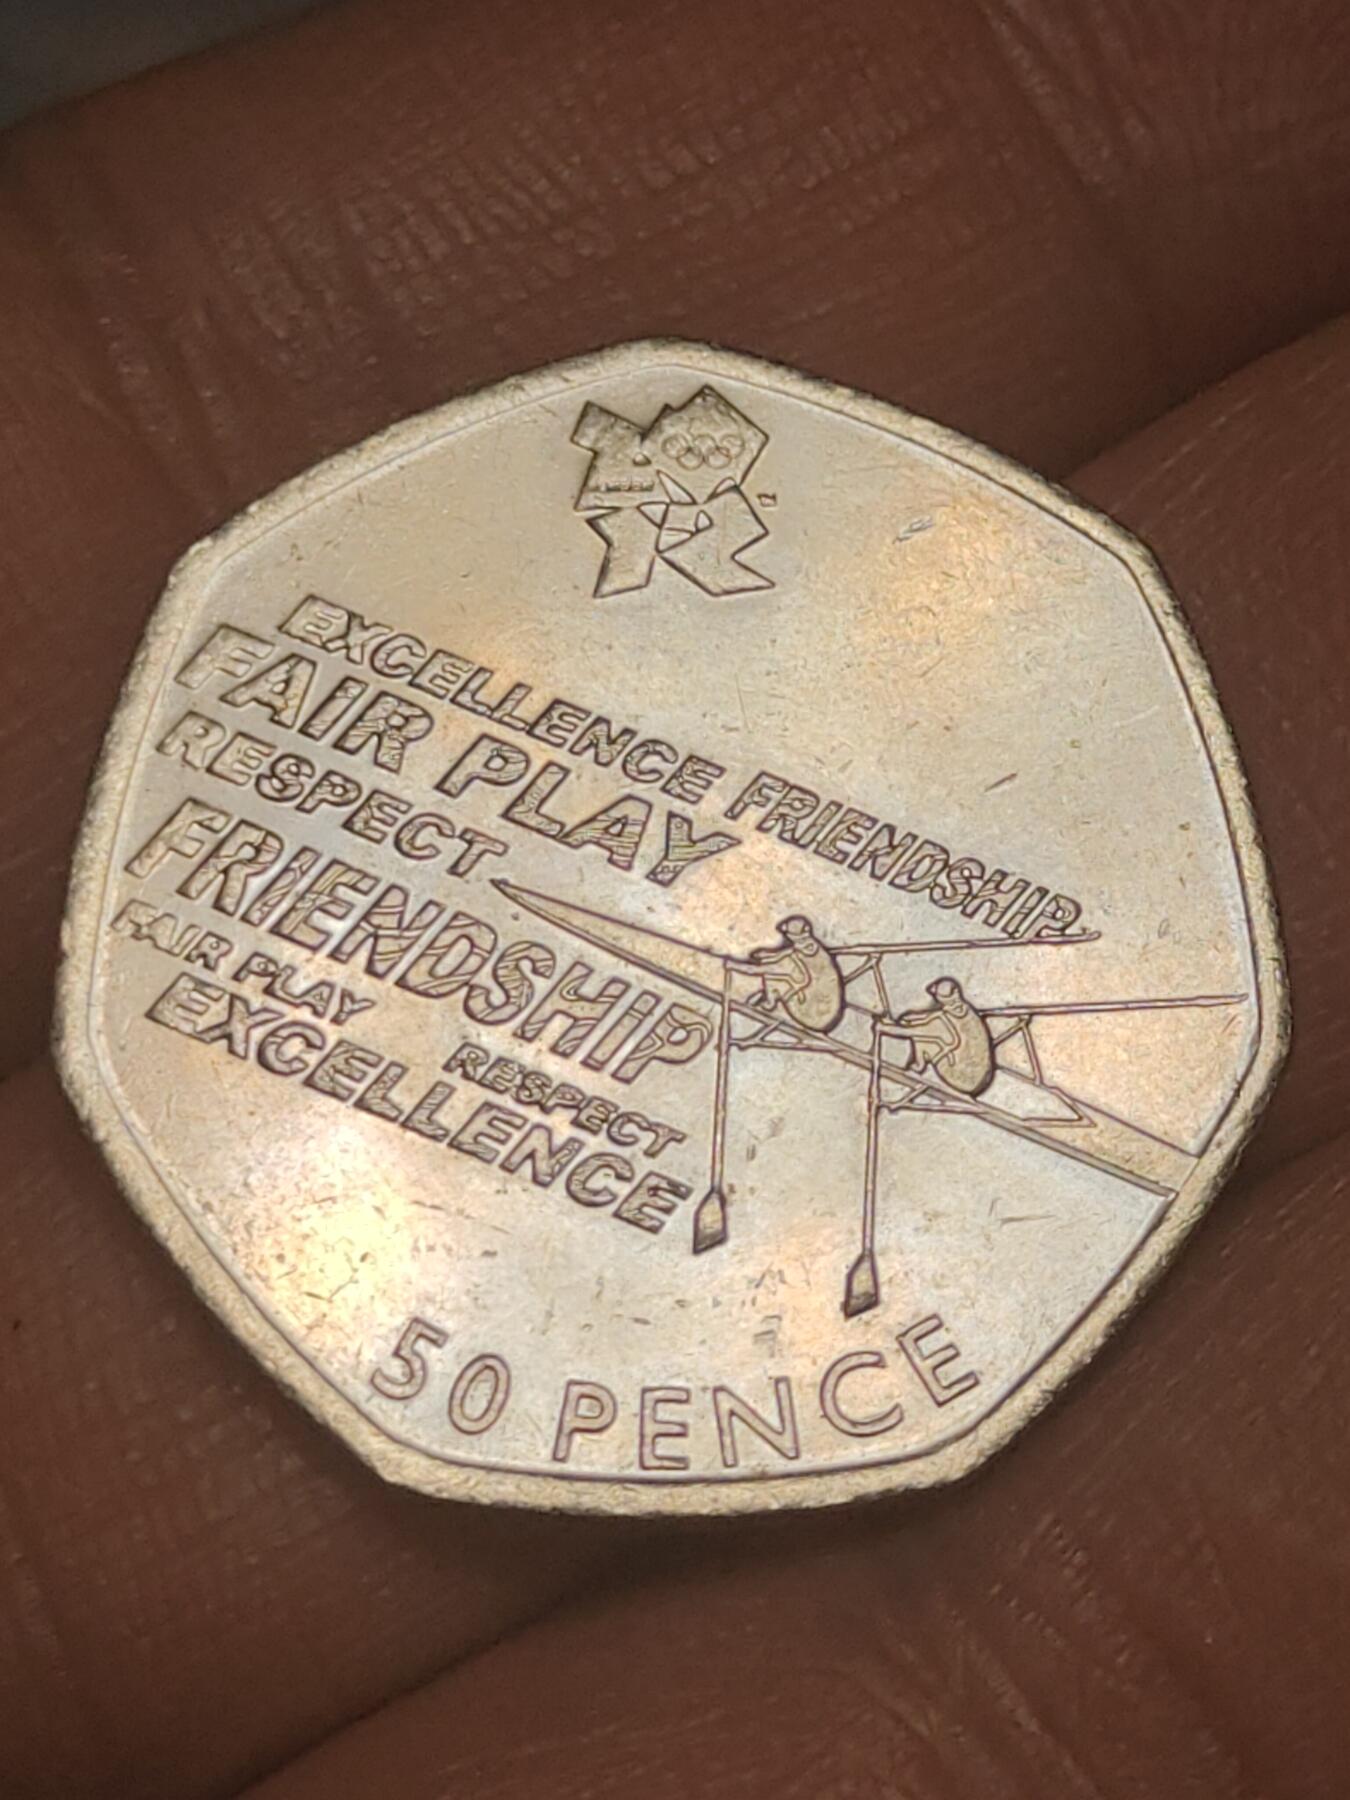 EXCELLENCE FRIENDSHIP
FAIR PLAY
RESPECT
FRIENDSHIP
FAIR PLAY
RESPECT
EXCELLENCE
50 PENCE